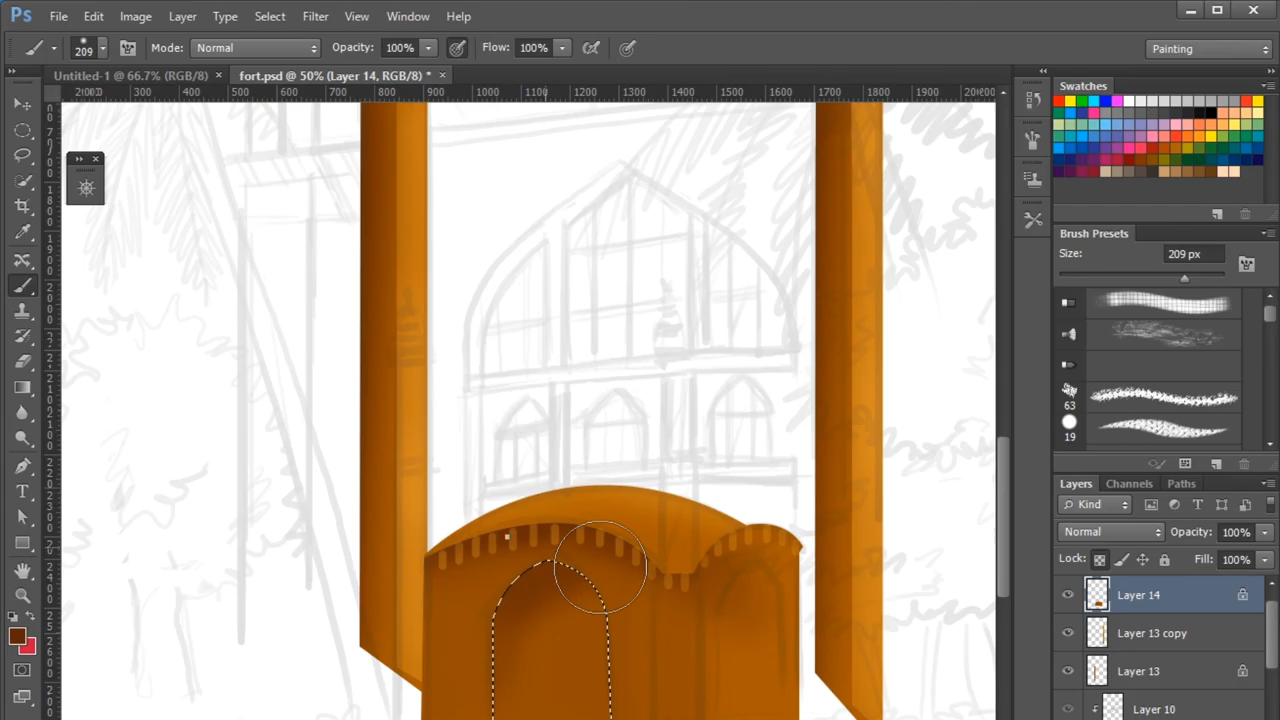 Ps File Edit Image Layer Type Select Filter View Window Help
209 Mode: Normal Opacity: 100% Flow: 100% Painting
Untitled-1 @ 66.7% (RGB/8) × fort.psd @ 50% (Layer 14, RGB/8) * ×
300 400 500 600 700 800 900 1000 1100 1200 1300 1400 1500 1600 1700 1800 1900
Swatches
Brush Presets
Size: 209 px
63
19
Layers Channels Paths
Kind
Normal Opacity: 100%
Lock: Fill: 100%
Layer 14
Layer 13 copy
Layer 13
Layer 10